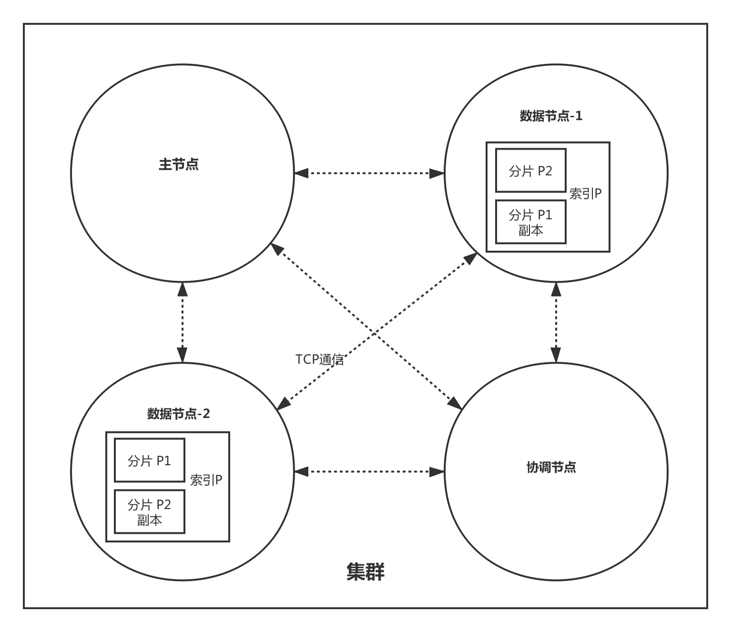 主节点
数据节点-1
分片 P2
索引P
分片 P1
副本
TCP通信
数据节点-2
分片 P1
索引P
分片 P2
副本
协调节点
集群